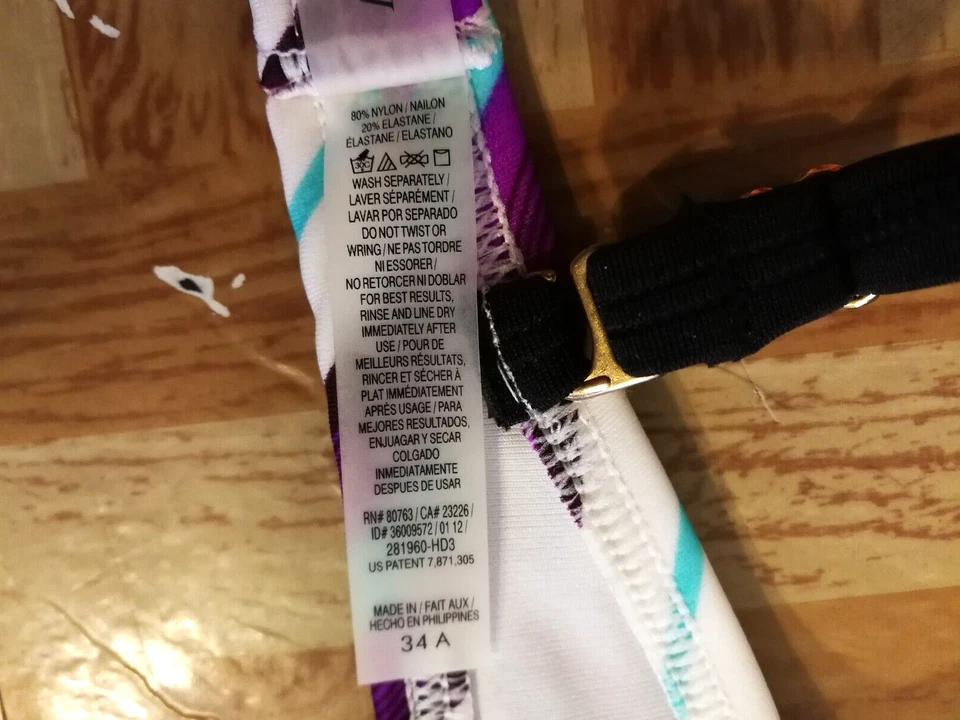 80% NYLON / NAILON
20% ELASTANE /
ÉLASTANE / ELASTANO
30C
WASH SEPARATELY /
LAVER SÉPARÉMENT /
LAVAR POR SEPARADO
DO NOT TWIST OR
WRING / NE PAS TORDRE
NI ESSORER /
NO RETORCER NI DOBLAR
FOR BEST RESULTS,
RINSE AND LINE DRY
IMMEDIATELY AFTER
USE / POUR DE
MEILLEURS RÉSULTATS,
RINCER ET SÉCHER À
PLAT IMMÉDIATEMENT
APRÈS USAGE / PARA
MEJORES RESULTADOS,
ENJUAGAR Y SECAR
COLGADO
INMEDIATAMENTE
DESPUES DE USAR
RN# 80763 / CA# 23226 /
ID# 36009572 / 01 12 /
281960-HD3
US PATENT 7,871,305
MADE IN / FAIT AUX /
HECHO EN PHILIPPINES
34 A